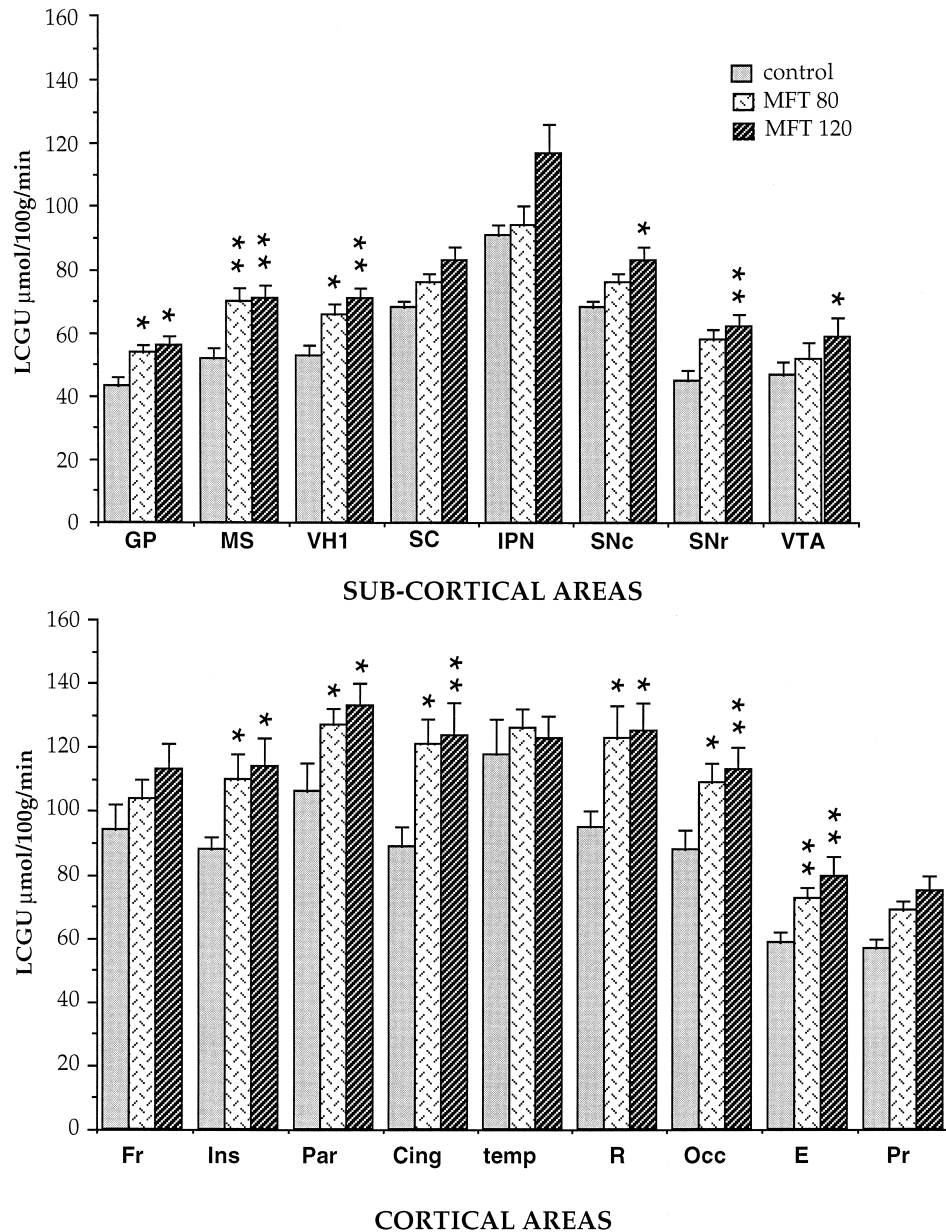 160
140
120
100
80
60
40
20
0
LCGU µmol/100g/min
control
MFT 80
MFT 120
* * ** ** * ** * ** *
GP MS VH1 SC IPN SNc SNr VTA
SUB-CORTICAL AREAS
160
140
120
100
80
60
40
20
0
LCGU µmol/100g/min
* * * * * ** * * * ** ** **
Fr Ins Par Cing temp R Occ E Pr
CORTICAL AREAS